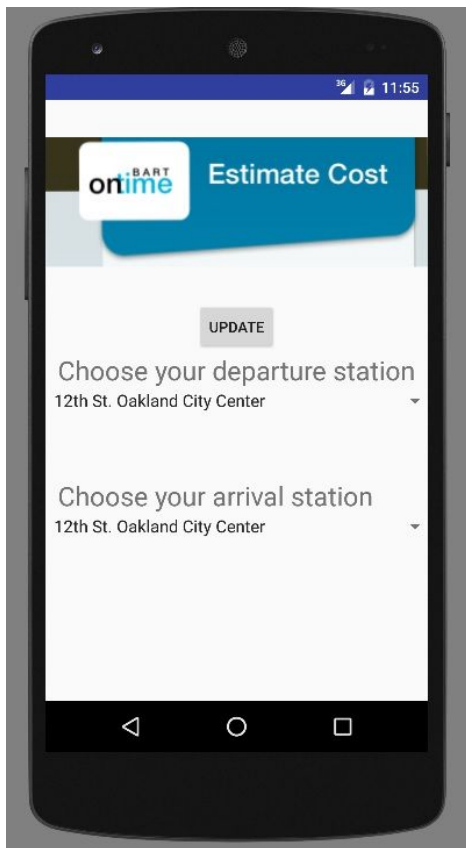 3G 11:55
BART
ontime
Estimate Cost
UPDATE
Choose your departure station
12th St. Oakland City Center
Choose your arrival station
12th St. Oakland City Center